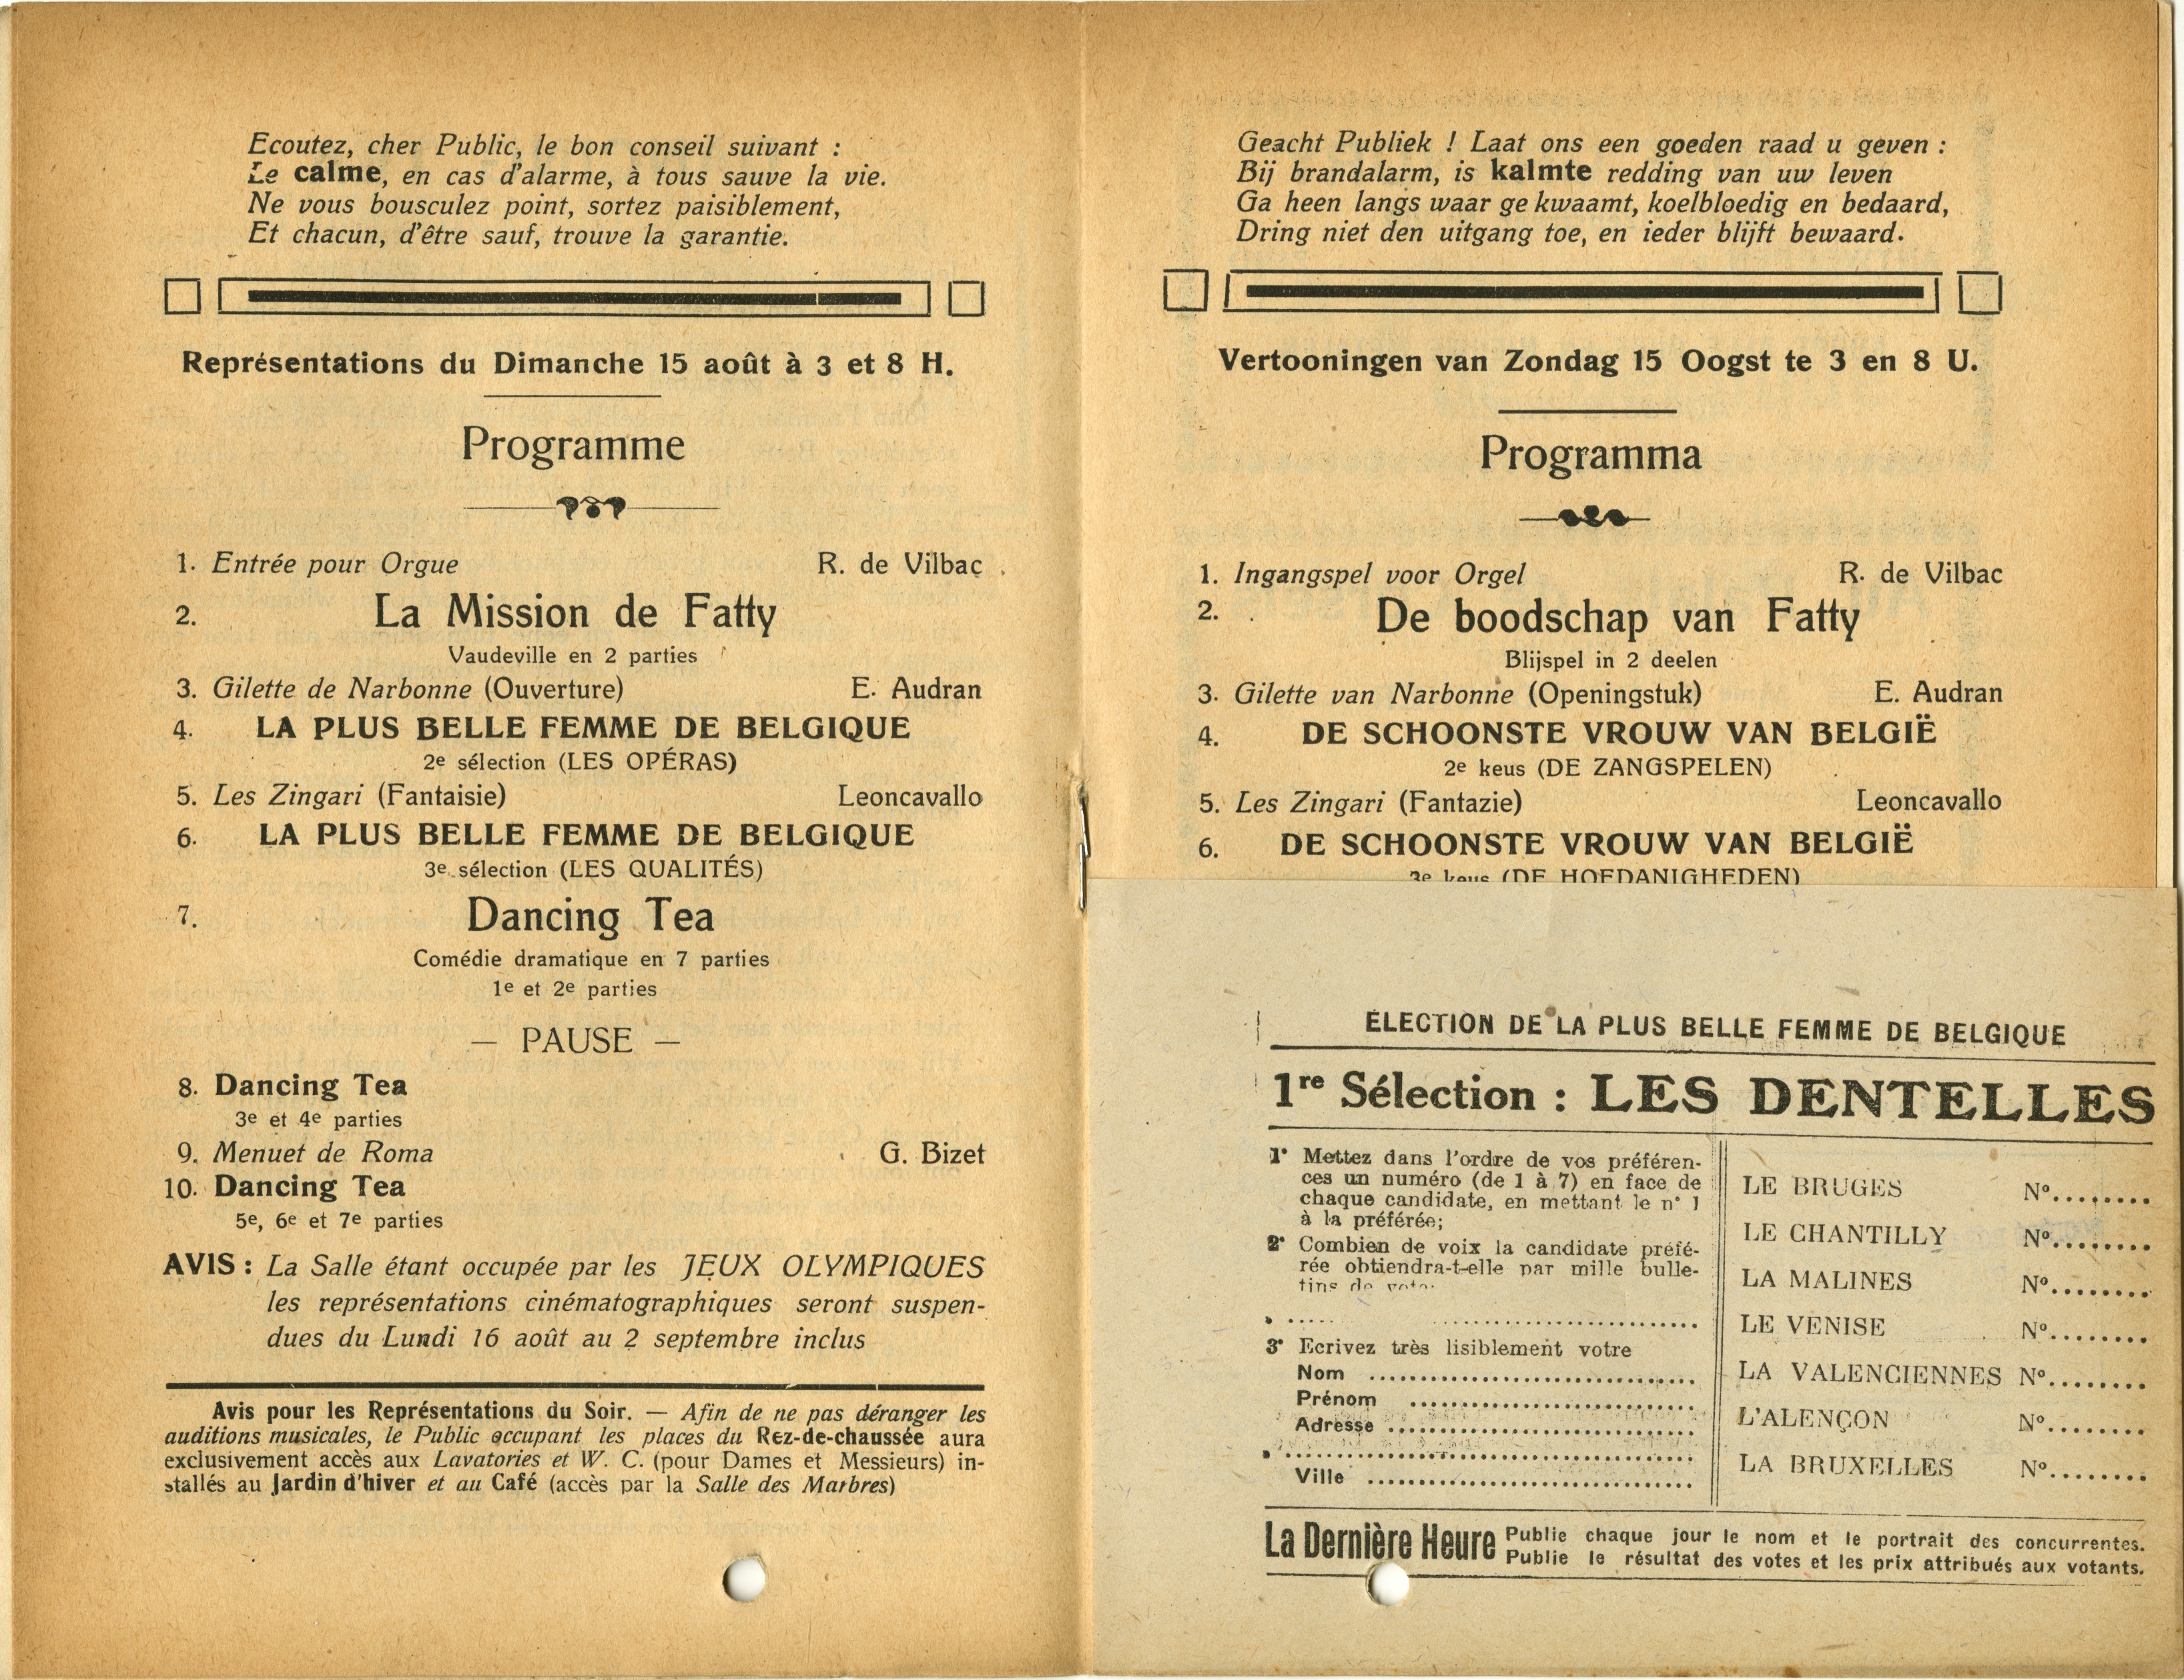 Ecoutez, cher Public, le bon conseil suivant :
Le calme, en cas d'alarme, à tous sauve la vie.
Ne vous bousculez point, sortez paisiblement,
Et chacun, d'être sauf, trouve la garantie.
Représentations du Dimanche 15 août à 3 et 8 H.
Programme
1. Entrée pour Orgue R. de Vilbac
2. La Mission de Fatty
Vaudeville en 2 parties
3. Gilette de Narbonne (Ouverture) E. Audran
4. LA PLUS BELLE FEMME DE BELGIQUE
2e sélection (LES OPÉRAS)
5. Les Zingari (Fantaisie) Leoncavallo
6. LA PLUS BELLE FEMME DE BELGIQUE
3e sélection (LES QUALITÉS)
7. Dancing Tea
Comédie dramatique en 7 parties
1e et 2e parties
— PAUSE —
8. Dancing Tea
3e et 4e parties
9. Menuet de Roma G. Bizet
10. Dancing Tea
5e, 6e et 7e parties
AVIS : La Salle étant occupée par les JEUX OLYMPIQUES
les représentations cinématographiques seront suspen-
dues du Lundi 16 août au 2 septembre inclus
Avis pour les Représentations du Soir. — Afin de ne pas déranger les
auditions musicales, le Public occupant les places du Rez-de-chaussée aura
exclusivement accès aux Lavatories et W. C. (pour Dames et Messieurs) in-
stallés au Jardin d'hiver et au Café (accès par la Salle des Marbres)
Geacht Publiek ! Laat ons een goeden raad u geven :
Bij brandalarm, is kalmte redding van uw leven
Ga heen langs waar ge kwaamt, koelbloedig en bedaard,
Dring niet den uitgang toe, en ieder blijft bewaard.
Vertooningen van Zondag 15 Oogst te 3 en 8 U.
Programma
1. Ingangspel voor Orgel R. de Vilbac
2. De boodschap van Fatty
Blijspel in 2 deelen
3. Gilette van Narbonne (Openingstuk) E. Audran
4. DE SCHOONSTE VROUW VAN BELGIË
2e keus (DE ZANGSPELEN)
5. Les Zingari (Fantazie) Leoncavallo
6. DE SCHOONSTE VROUW VAN BELGIË
3e keus (DE HOEDANIGHEDEN)
ÉLECTION DE LA PLUS BELLE FEMME DE BELGIQUE
1re Sélection : LES DENTELLES
1° Mettez dans l'ordre de vos préféren-
ces un numéro (de 1 à 7) en face de
chaque candidate, en mettant le n° 1
à la préférée;
2° Combien de voix la candidate préfé-
rée obtiendra-t-elle par mille bulle-
tins de vote.
3° Ecrivez très lisiblement votre
Nom ........
Prénom ........
Adresse ........
Ville ........
LE BRUGES N°........
LE CHANTILLY N°........
LA MALINES N°........
LE VENISE N°........
LA VALENCIENNES N°........
L'ALENÇON N°........
LA BRUXELLES N°........
La Dernière Heure Publie chaque jour le nom et le portrait des concurrentes.
Publie le résultat des votes et les prix attribués aux votants.